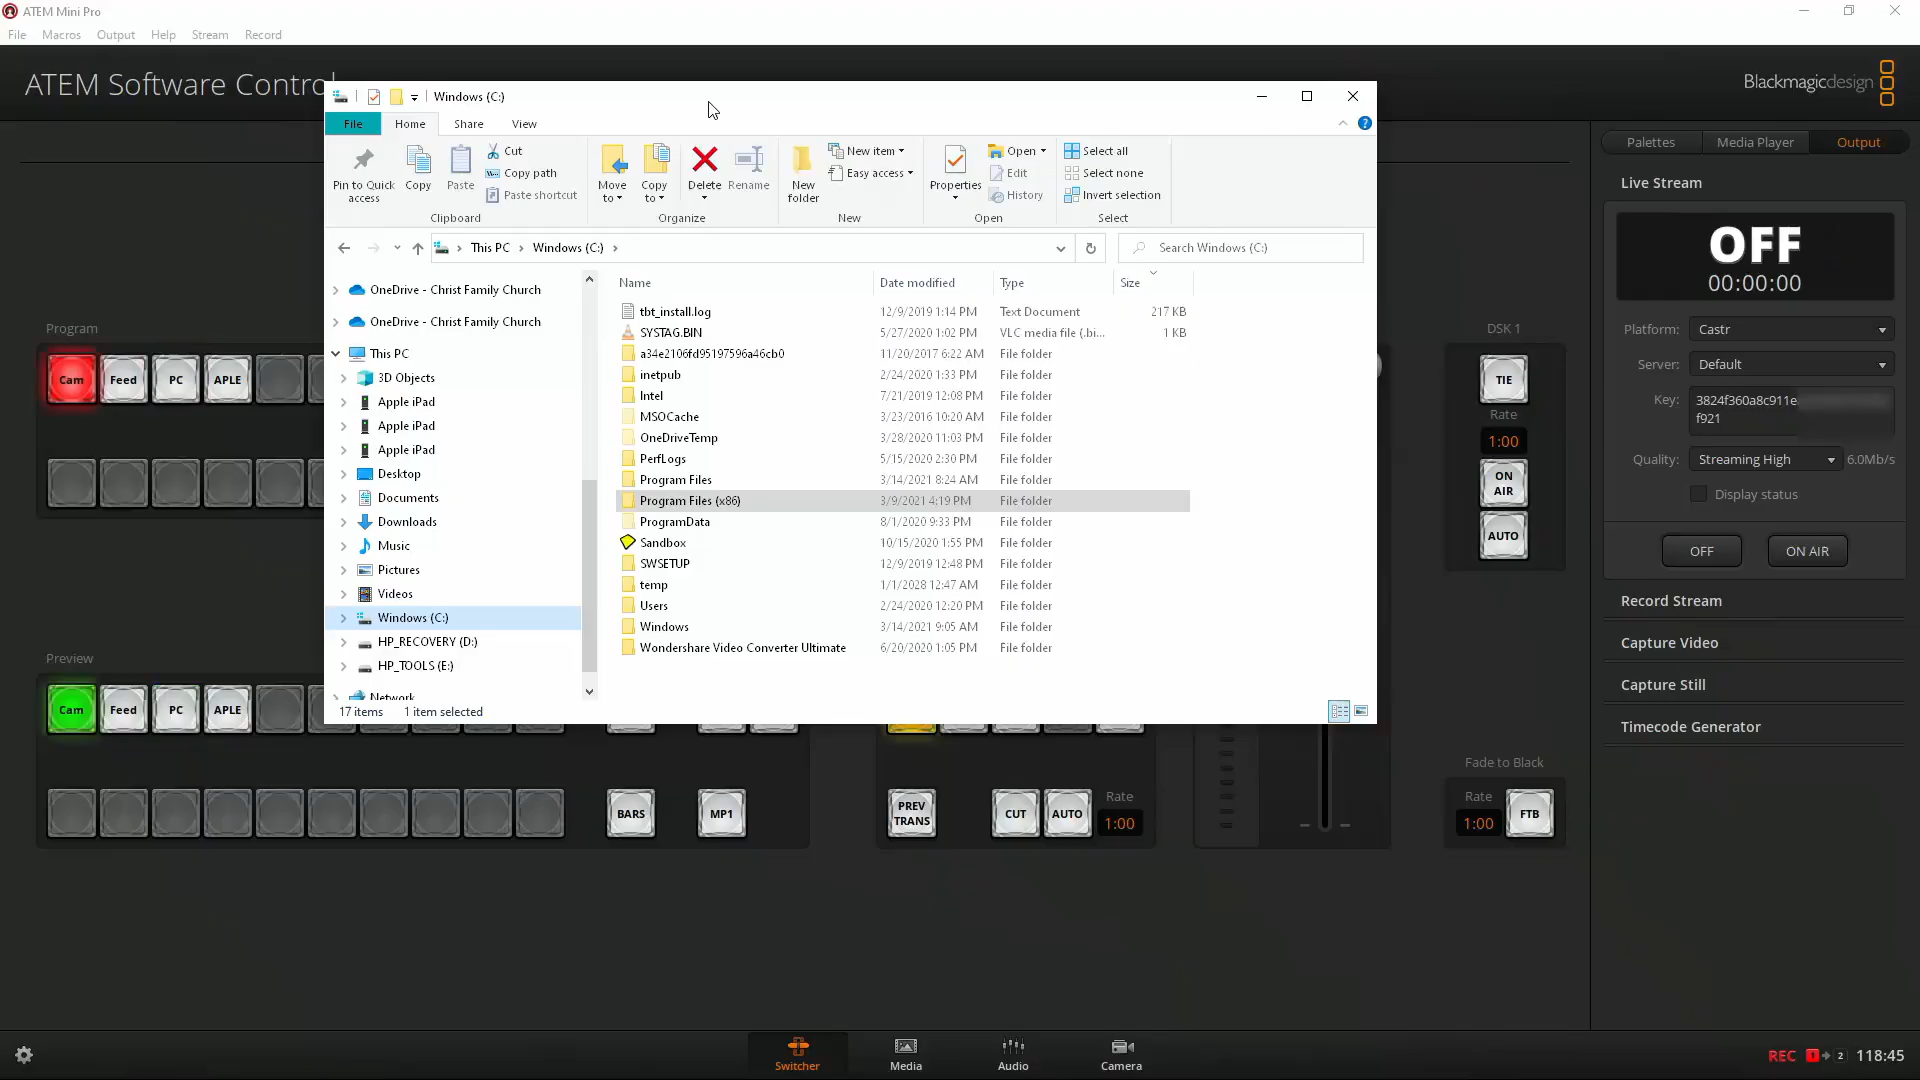 ATEM Mini Pro
File Macros Output Help Stream Record
ATEM Software Control
Blackmagicdesign
Windows (C:)
File Home Share View
Pin to Quick access
Copy
Paste
Cut
Copy path
Paste shortcut
Clipboard
Move to
Copy to
Delete
Rename
Organize
New folder
New item
Easy access
New
Properties
Open
Edit
History
Open
Select all
Select none
Invert selection
Select
This PC Windows (C:)
Search Windows (C:)
OneDrive - Christ Family Church
OneDrive - Christ Family Church
This PC
3D Objects
Apple iPad
Apple iPad
Apple iPad
Desktop
Documents
Downloads
Music
Pictures
Videos
Windows (C:)
HP_RECOVERY (D:)
HP_TOOLS (E:)
Network
Name Date modified Type Size
tbt_install.log 12/9/2019 1:14 PM Text Document 217 KB
SYSTAG.BIN 5/27/2020 1:02 PM VLC media file (.bi... 1 KB
a34e2106fd95197596a46cb0 11/20/2017 6:22 AM File folder
inetpub 2/24/2020 1:33 PM File folder
Intel 7/21/2019 12:08 PM File folder
MSOCache 3/23/2016 10:20 AM File folder
OneDriveTemp 3/28/2020 11:03 PM File folder
PerfLogs 5/15/2020 2:30 PM File folder
Program Files 3/14/2021 8:24 AM File folder
Program Files (x86) 3/9/2021 4:19 PM File folder
ProgramData 8/1/2020 9:33 PM File folder
Sandbox 10/15/2020 1:55 PM File folder
SWSETUP 12/9/2019 12:48 PM File folder
temp 1/1/2028 12:47 AM File folder
Users 2/24/2020 12:20 PM File folder
Windows 3/14/2021 9:05 AM File folder
Wondershare Video Converter Ultimate 6/20/2020 1:05 PM File folder
17 items 1 item selected
Program
Cam Feed PC APLE
Preview
Cam Feed PC APLE
BARS MP1
PREV TRANS
CUT AUTO
Rate
1:00
DSK 1
TIE
Rate
1:00
ON AIR
AUTO
Fade to Black
Rate
1:00 FTB
Palettes Media Player Output
Live Stream
OFF
00:00:00
Platform: Castr
Server: Default
Key: 3824f360a8c911e
f921
Quality: Streaming High 6.0Mb/s
Display status
OFF ON AIR
Record Stream
Capture Video
Capture Still
Timecode Generator
Switcher Media Audio Camera
REC 1 2 118:45